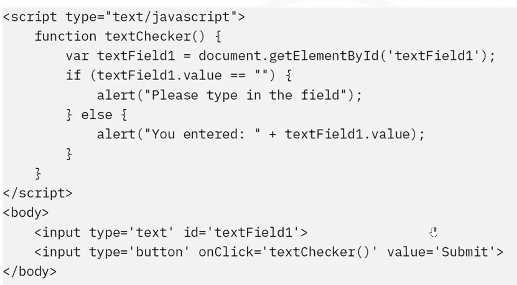 <script type="text/javascript">
    function textChecker() {
        var textField1 = document.getElementById('textField1');
        if (textField1.value == "") {
            alert("Please type in the field");
        } else {
            alert("You entered: " + textField1.value);
        }
    }
</script>
<body>
    <input type='text' id='textField1'>
    <input type='button' onClick='textChecker()' value='Submit'>
</body>